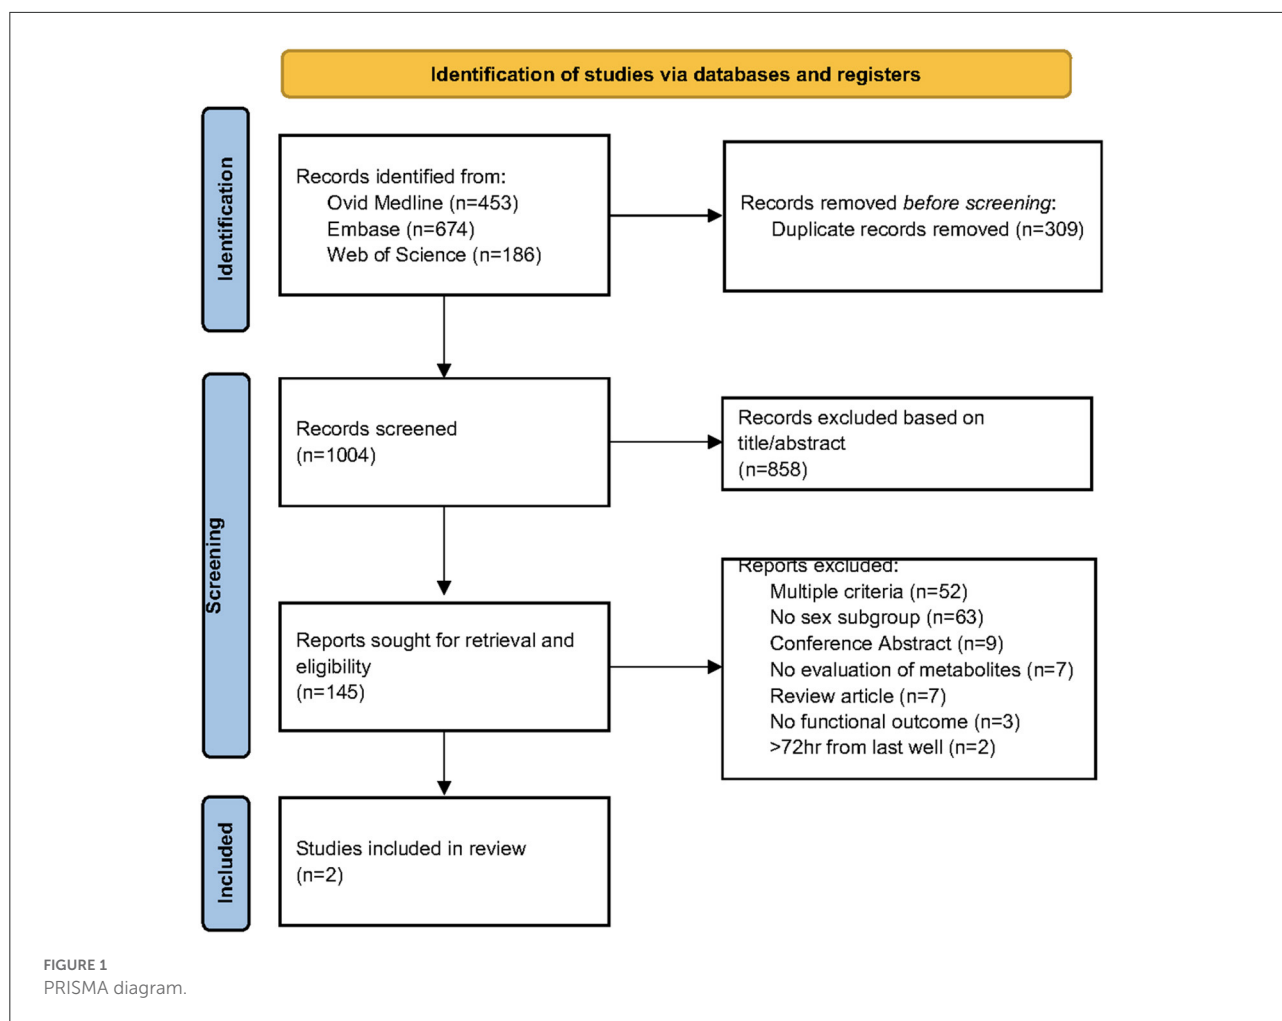 Identification of studies via databases and registers
Identification
Records identified from:
Ovid Medline (n=453)
Embase (n=674)
Web of Science (n=186)
Records removed before screening:
Duplicate records removed (n=309)
Screening
Records screened
(n=1004)
Records excluded based on
title/abstract
(n=858)
Reports sought for retrieval and
eligibility
(n=145)
Reports excluded:
Multiple criteria (n=52)
No sex subgroup (n=63)
Conference Abstract (n=9)
No evaluation of metabolites (n=7)
Review article (n=7)
No functional outcome (n=3)
>72hr from last well (n=2)
Included
Studies included in review
(n=2)
FIGURE 1
PRISMA diagram.